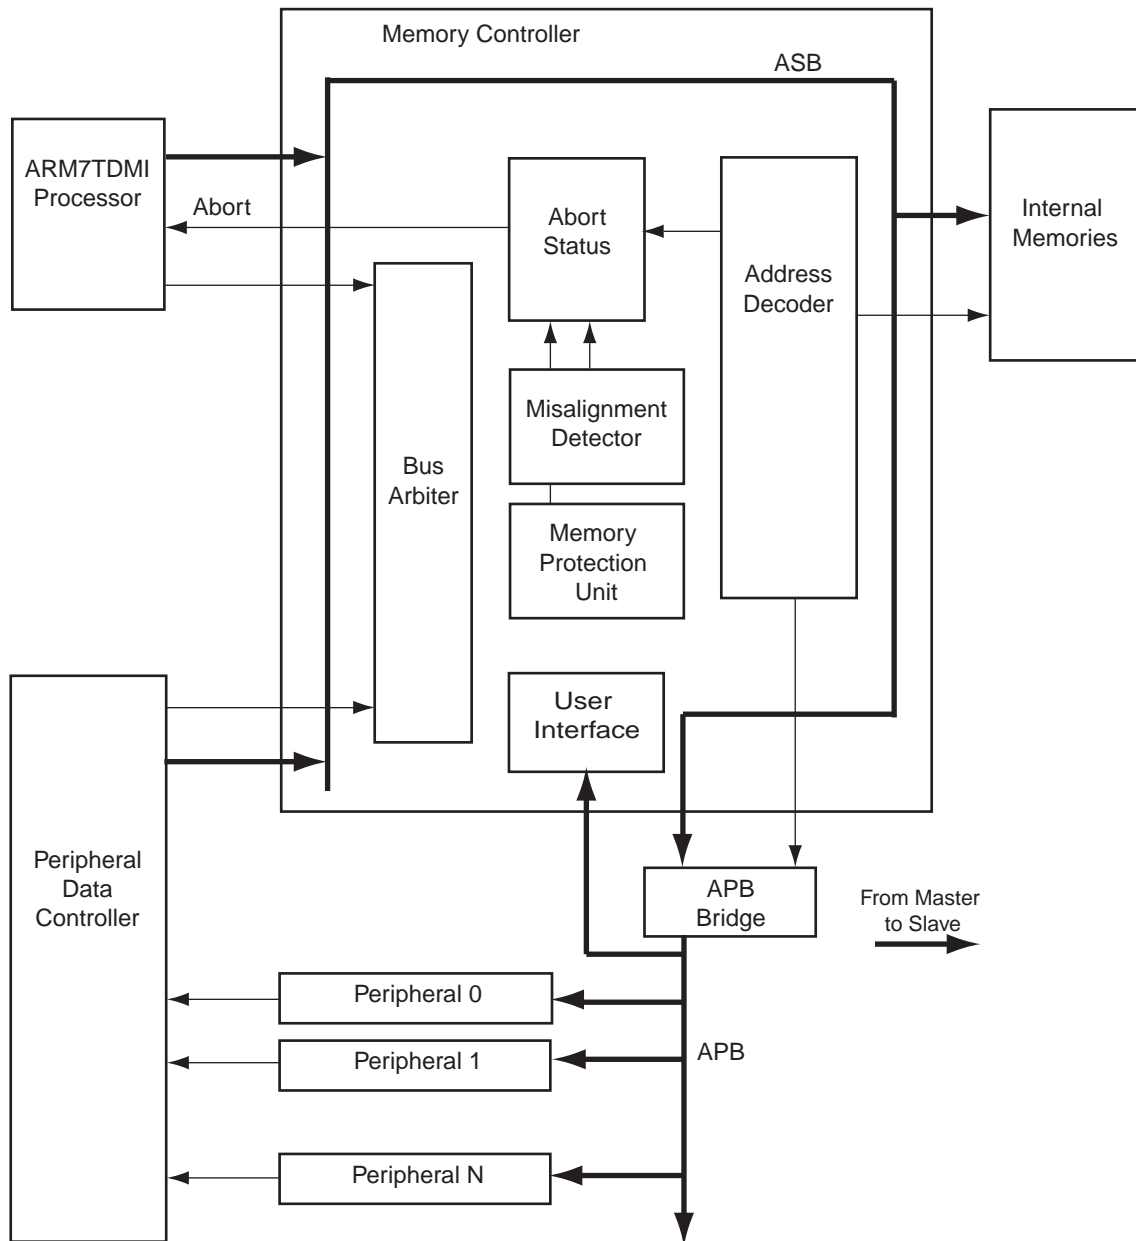 Memory Controller
ASB
ARM7TDMI
Processor
Abort
Abort
Status
Address
Decoder
Internal
Memories
Misalignment
Detector
Bus
Arbiter
Memory
Protection
Unit
User
Interface
Peripheral
Data
Controller
APB
Bridge
From Master
to Slave
Peripheral 0
Peripheral 1
APB
Peripheral N